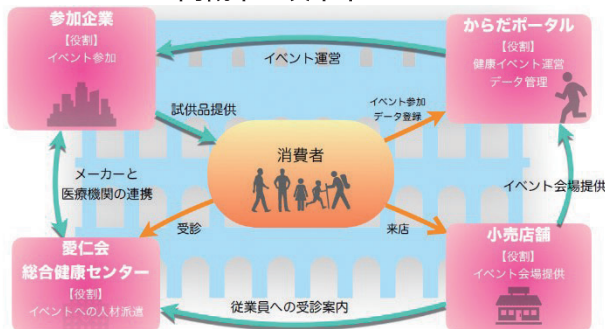 参加企業
【役割】
イベント参加
からだポータル
【役割】
健康イベント運営
データ管理
イベント運営
試供品提供
イベント参加
データ登録
消費者
メーカーと
医療機関の連携
イベント会場提供
受診
来店
愛仁会
総合健康センター
【役割】
イベントへの人材派遣
小売店舗
【役割】
イベント会場提供
従業員への受診案内